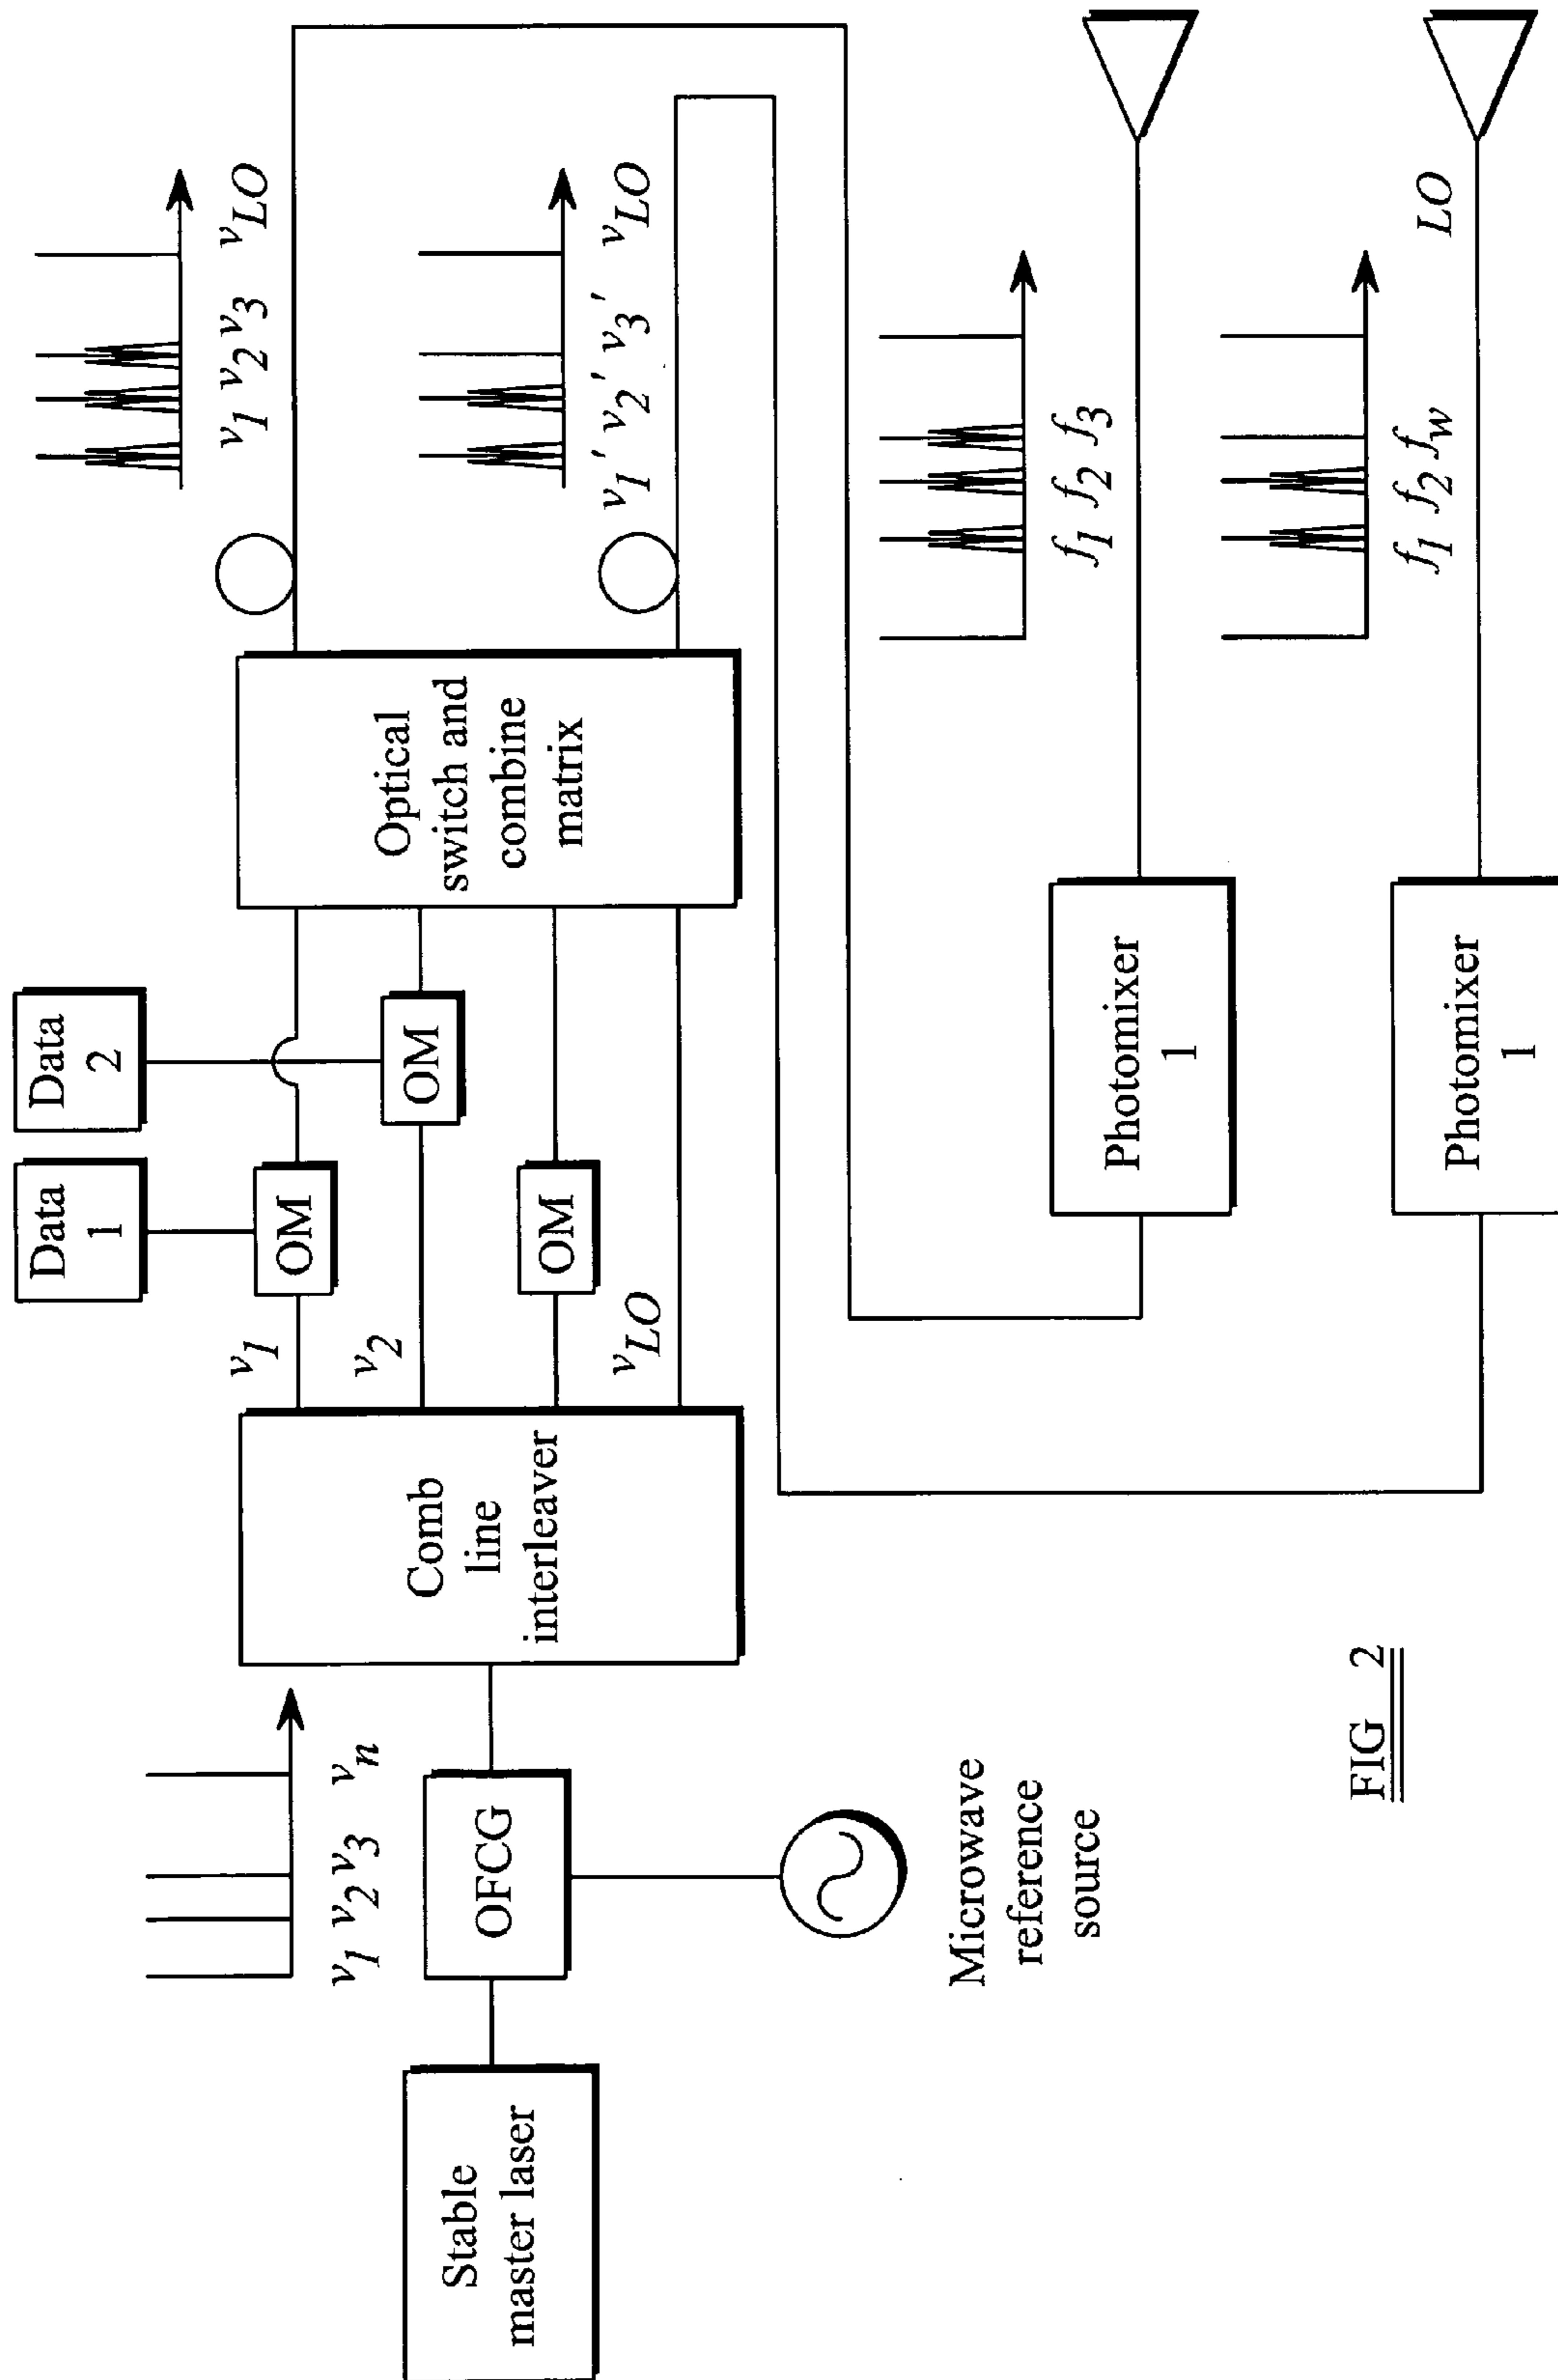 Stable
master laser
v1 v2 v3 vn
OFCG
Microwave
reference
source
Comb
line
interleaver
v1
v2
vLO
Data
1
Data
2
OM
OM
OM
Optical
switch and
combine
matrix
v1 v2 v3 vLO
v1' v2' v3' vLO
Photomixer
1
f1 f2 f3
Photomixer
1
f1 f2 fw LO
FIG 2